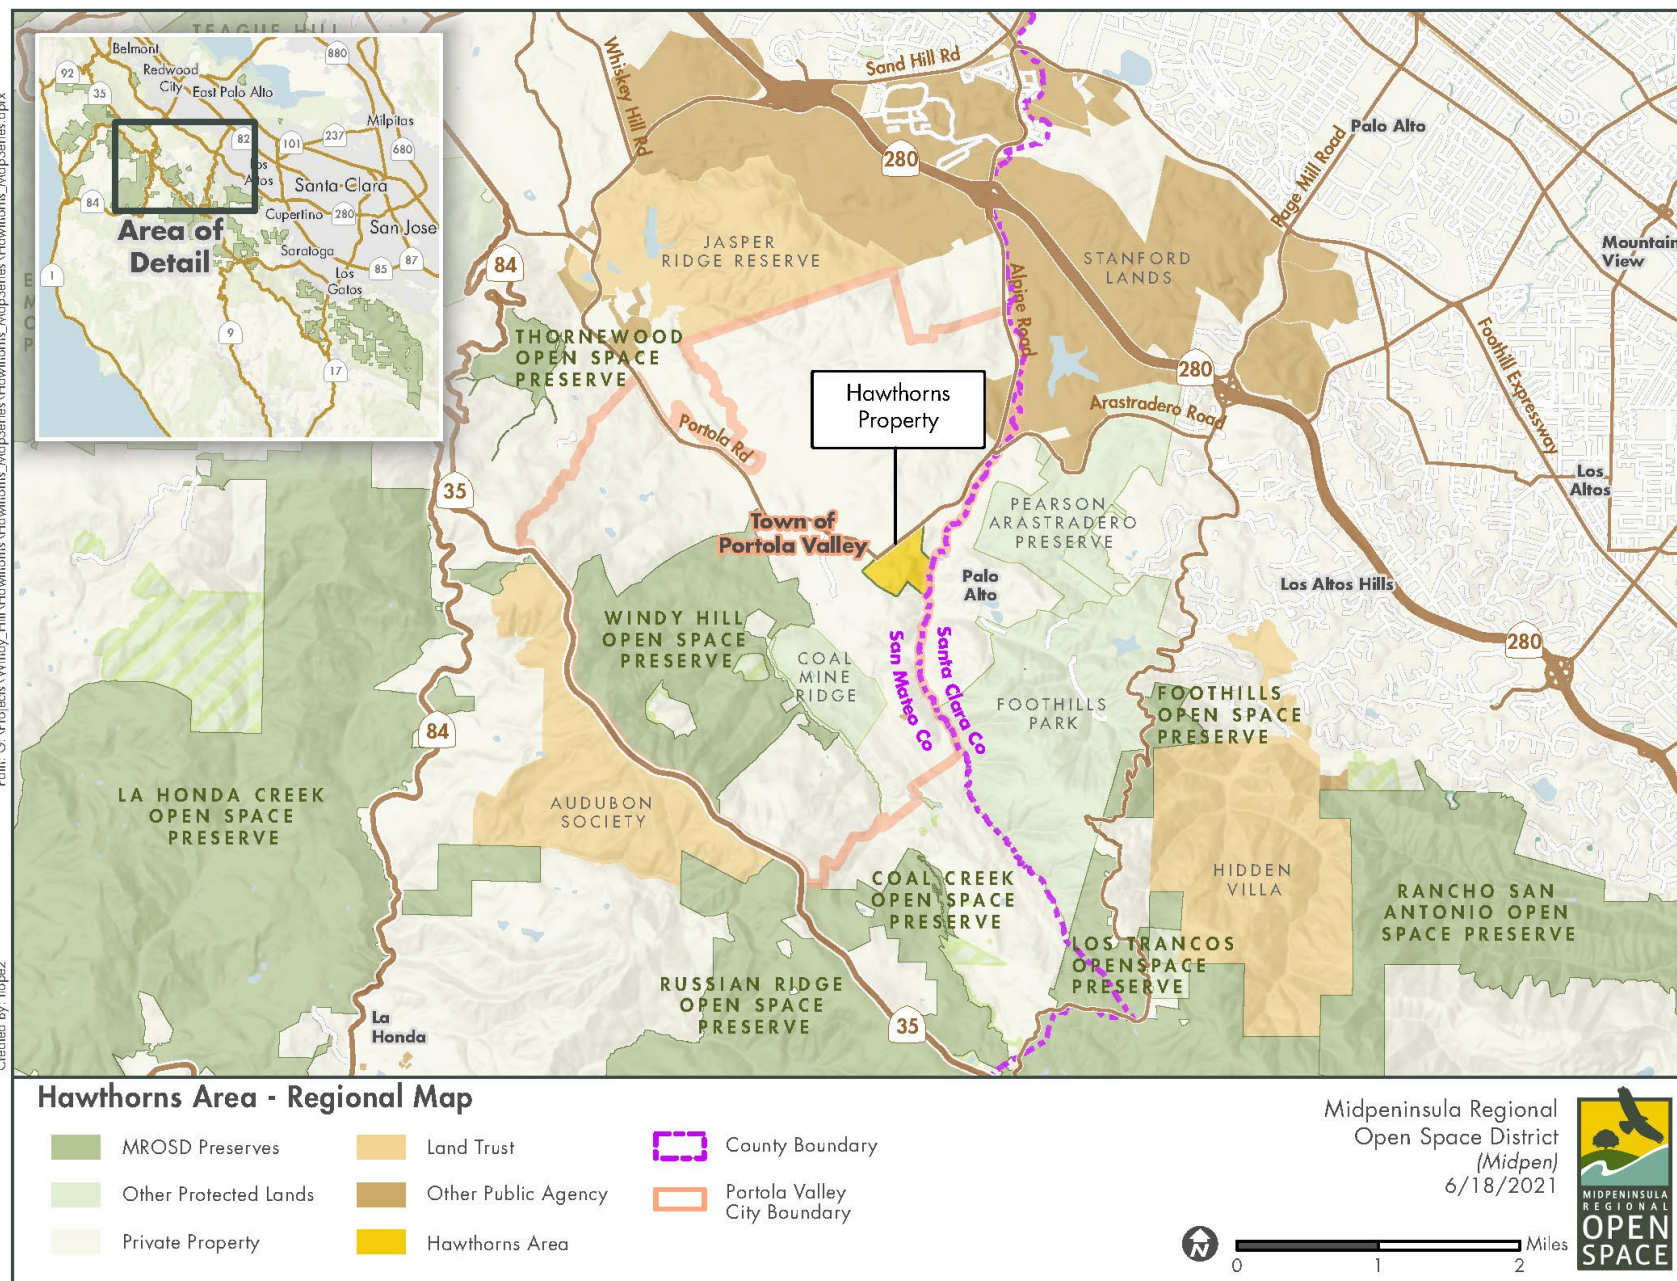 TEAGUE HILL
Belmont
880
92
Redwood
City
East Palo Alto
35
Milpitas
82
101
237
680
Los
Altos
Santa Clara
84
Cupertino
280
San Jose
Area of
Detail
Saratoga
85
87
1
Los
Gatos
9
17
Whiskey Hill Rd
Sand Hill Rd
280
Palo Alto
Page Mill Road
Mountain
View
JASPER
RIDGE RESERVE
STANFORD
LANDS
84
Alpine Road
THORNEWOOD
OPEN SPACE
PRESERVE
Foothill Expressway
280
Hawthorns
Property
Arastradero Road
Portola Rd
35
Los
Altos
PEARSON
ARASTRADERO
PRESERVE
Town of
Portola Valley
Palo
Alto
Los Altos Hills
WINDY HILL
OPEN SPACE
PRESERVE
280
San Mateo Co
Santa Clara Co
COAL
MINE
RIDGE
FOOTHILLS
PARK
FOOTHILLS
OPEN SPACE
PRESERVE
84
LA HONDA CREEK
OPEN SPACE
PRESERVE
AUDUBON
SOCIETY
HIDDEN
VILLA
COAL CREEK
OPEN SPACE
PRESERVE
RANCHO SAN
ANTONIO OPEN
SPACE PRESERVE
LOS TRANCOS
OPENSPACE
PRESERVE
RUSSIAN RIDGE
OPEN SPACE
PRESERVE
35
La
Honda
Hawthorns Area - Regional Map
MROSD Preserves
Other Protected Lands
Private Property
Land Trust
Other Public Agency
Hawthorns Area
County Boundary
Portola Valley
City Boundary
Midpeninsula Regional
Open Space District
(Midpen)
6/18/2021
N
0 1 2 Miles
MIDPENINSULA
REGIONAL
OPEN
SPACE